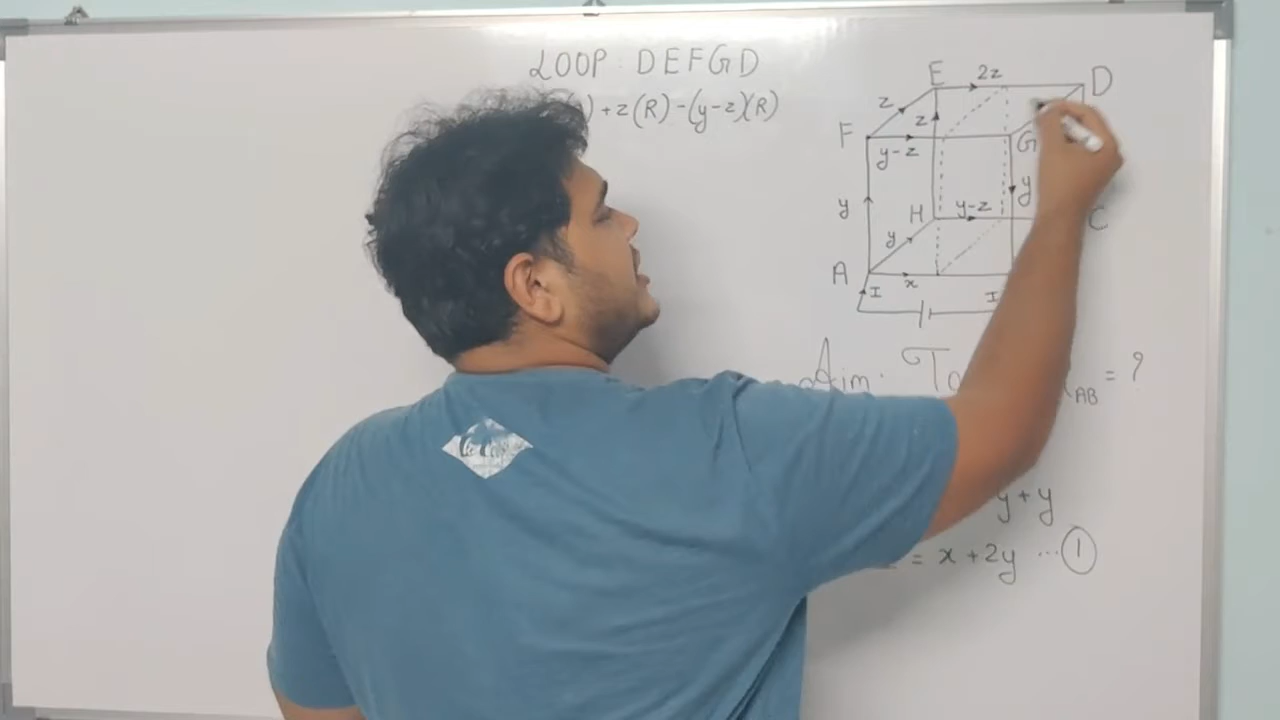 LOOP : DEFGD
) + z(R) - (y-z)(R)
E 2z D
z z
F y-z G
y y
H y-z C
y
A I x I
Aim: To AB = ?
y + y
= x + 2y ... 1